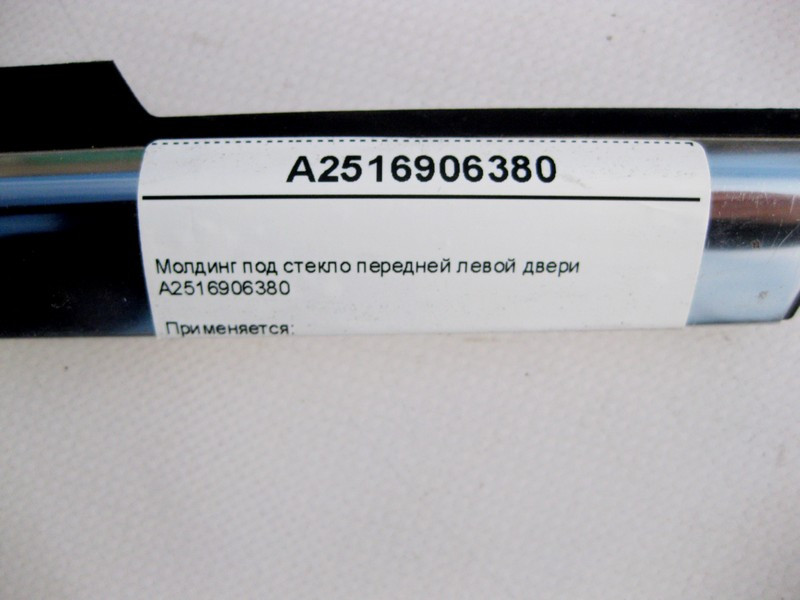 A2516906380
Молдинг под стекло передней левой двери
A2516906380
Применяется: